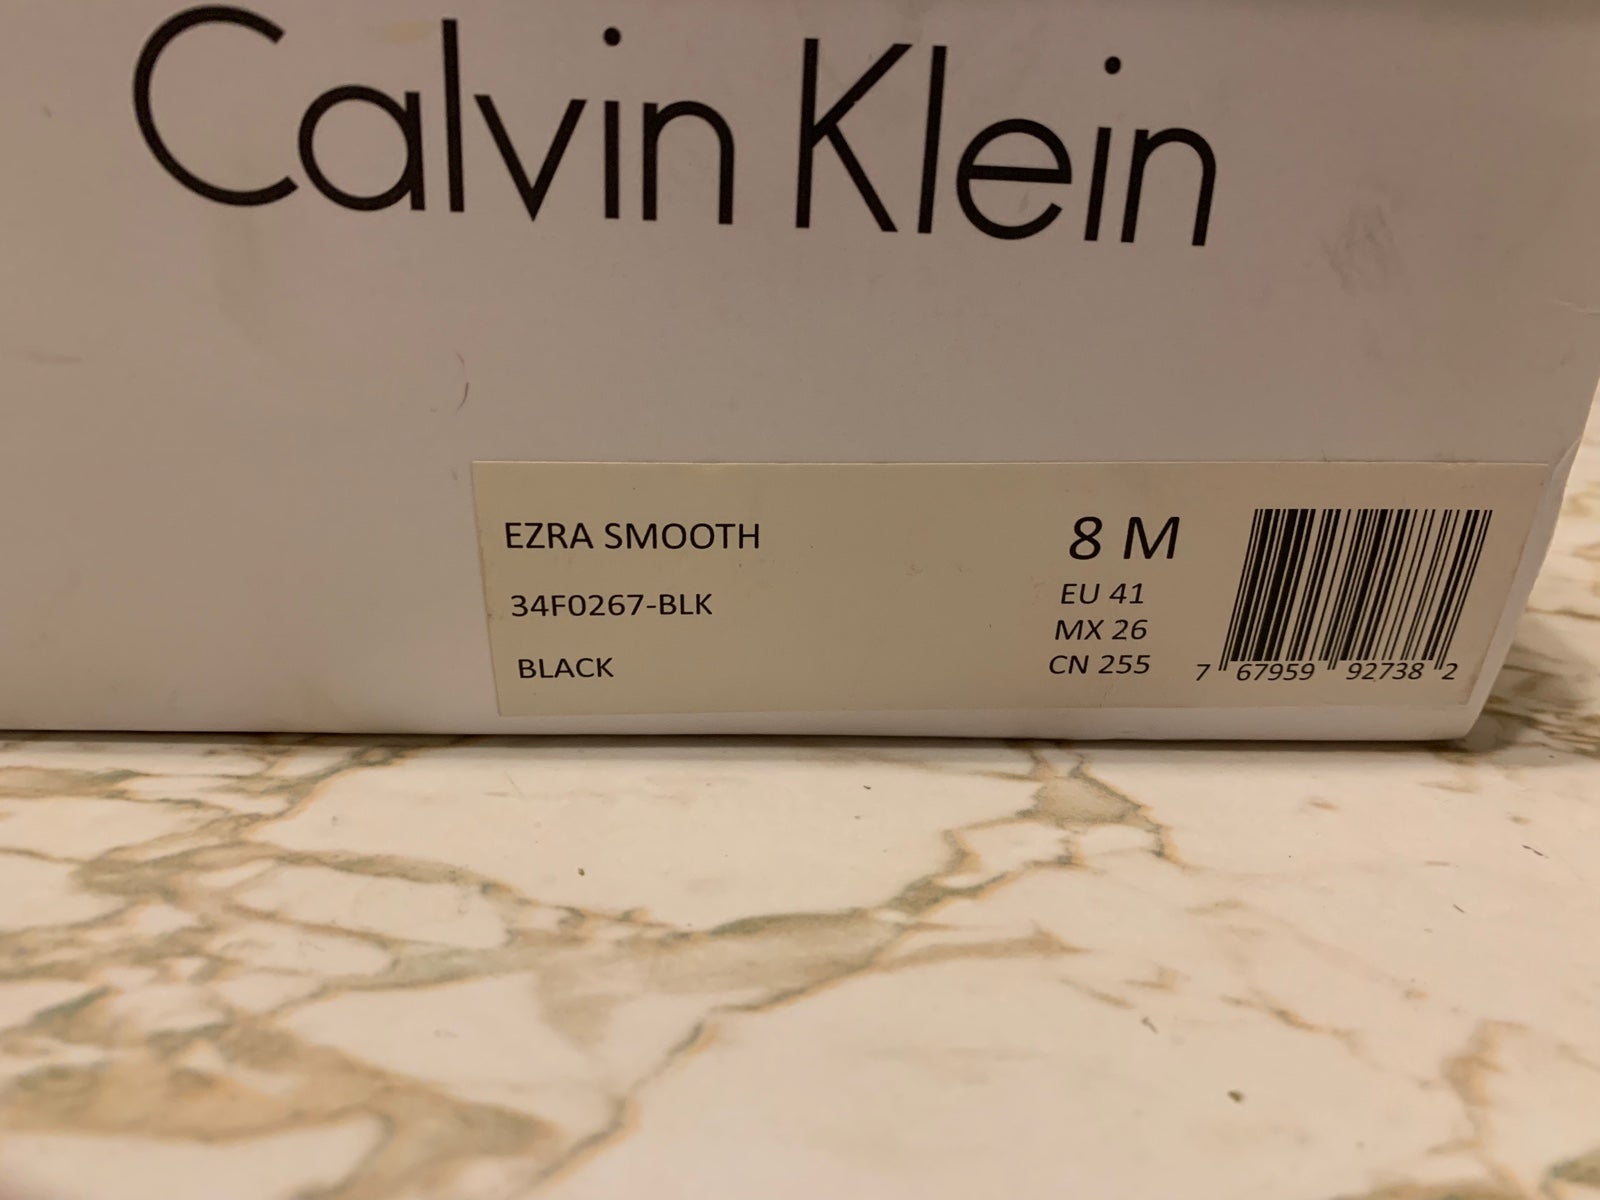 Calvin Klein
EZRA SMOOTH
34F0267-BLK
BLACK
8 M
EU 41
MX 26
CN 255
7 67959 92738 2